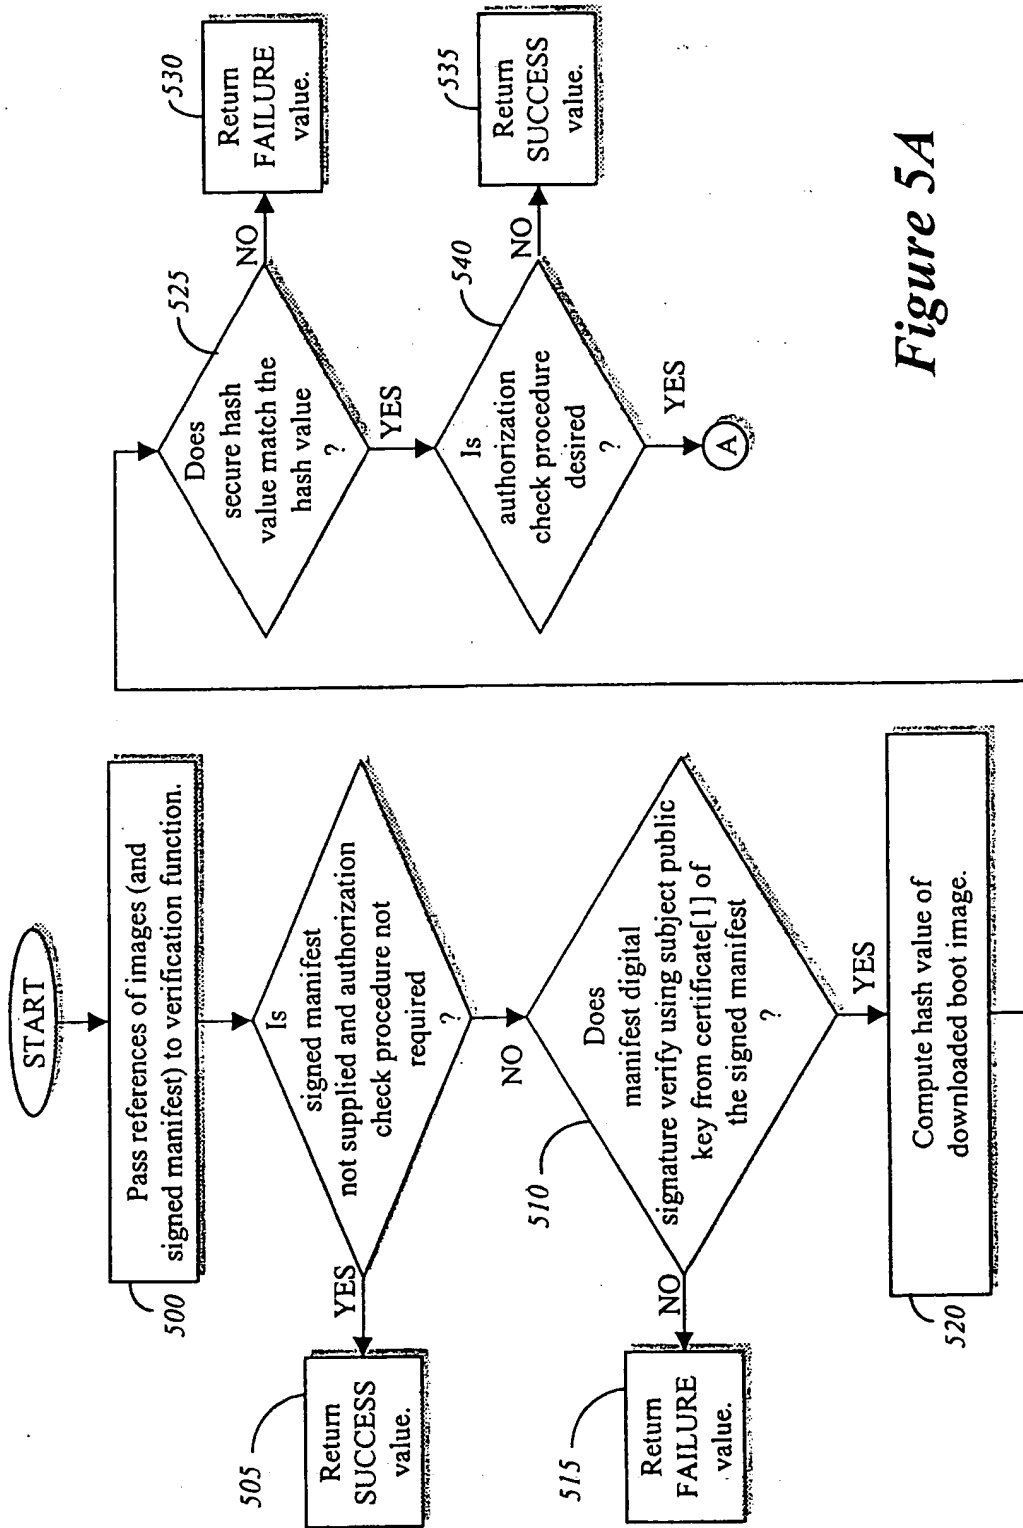 START
Pass references of images (and
signed manifest) to verification function.
500
Is
signed manifest
not supplied and authorization
check procedure not
required
?
YES
505
Return
SUCCESS
value.
NO
510
Does
manifest digital
signature verify using subject public
key from certificate[1] of
the signed manifest
?
NO
515
Return
FAILURE
value.
YES
Compute hash value of
downloaded boot image.
520
525
Does
secure hash
value match the
hash value
?
NO
530
Return
FAILURE
value.
YES
540
Is
authorization
check procedure
desired
?
NO
535
Return
SUCCESS
value.
YES
A
Figure 5A